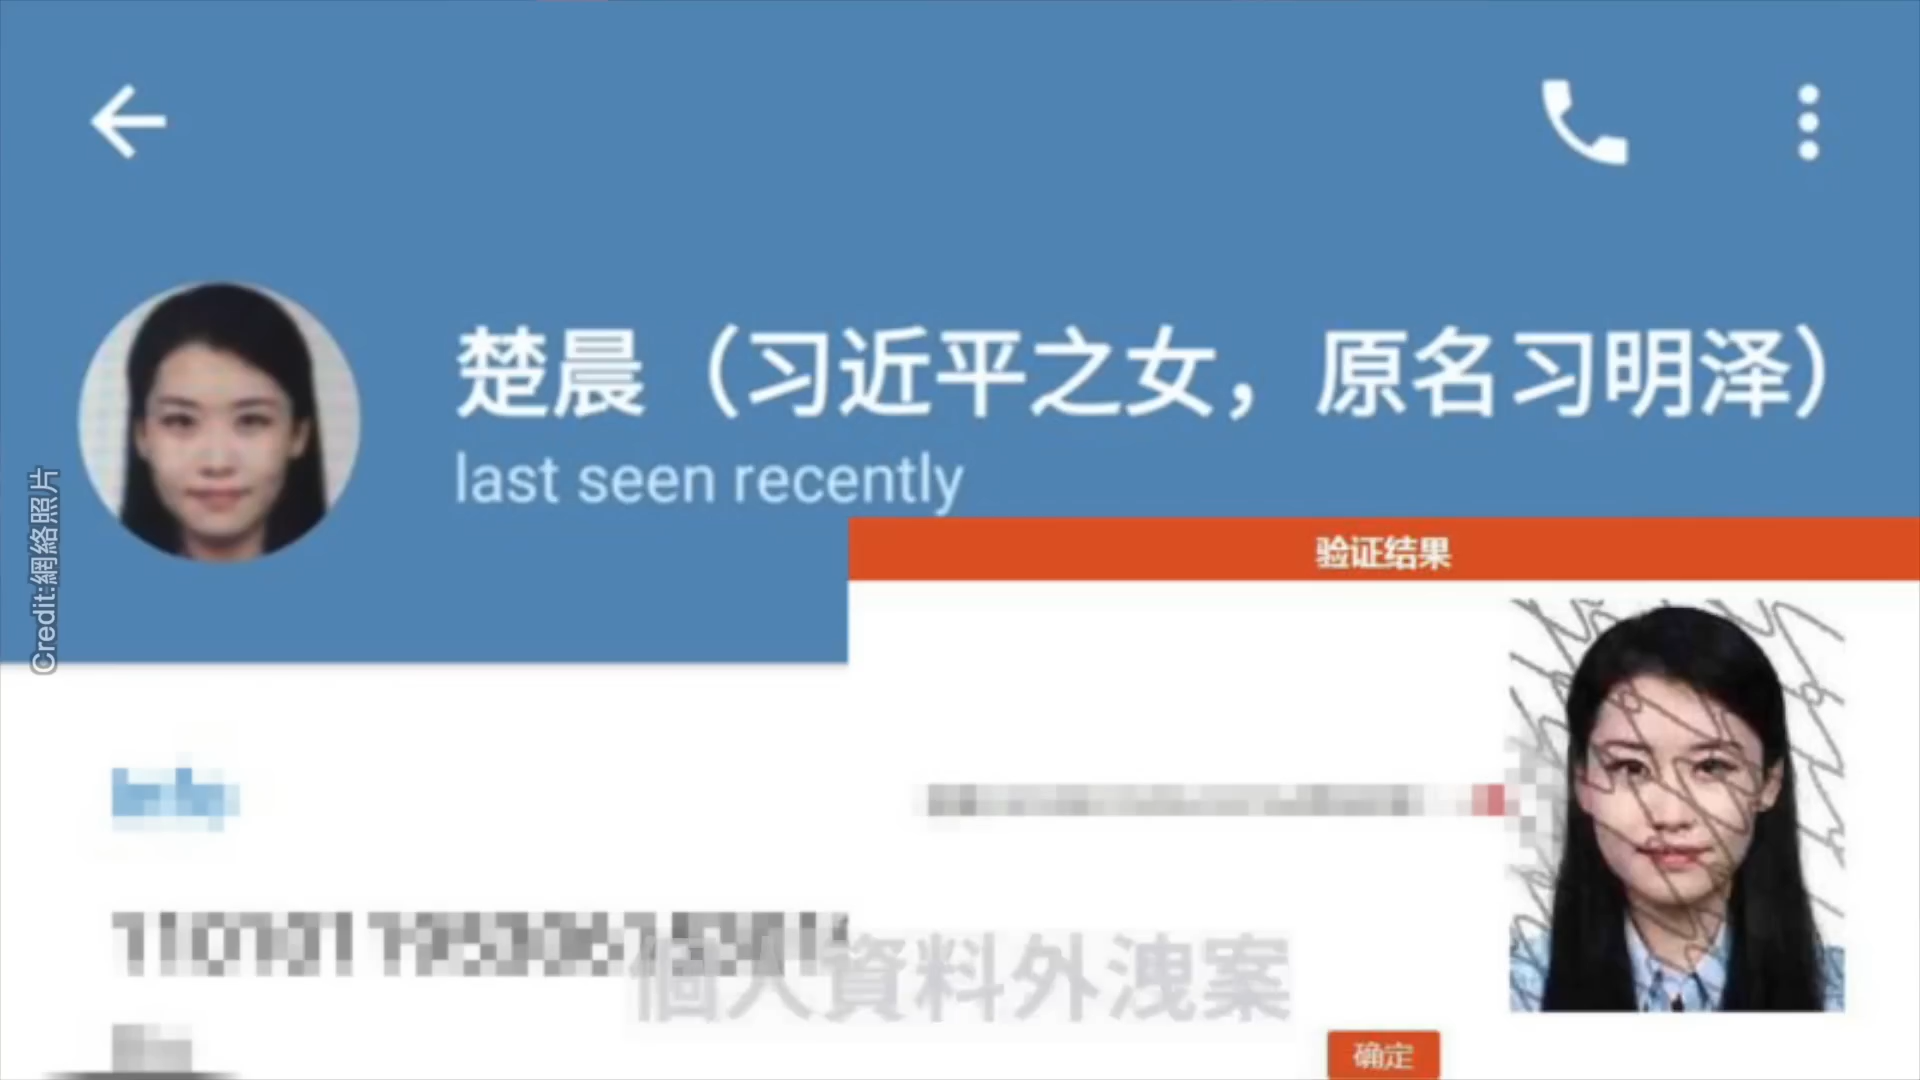 楚晨（习近平之女，原名习明泽）
last seen recently
Credit:網絡照片
验证结果
個人資料外洩案
确定